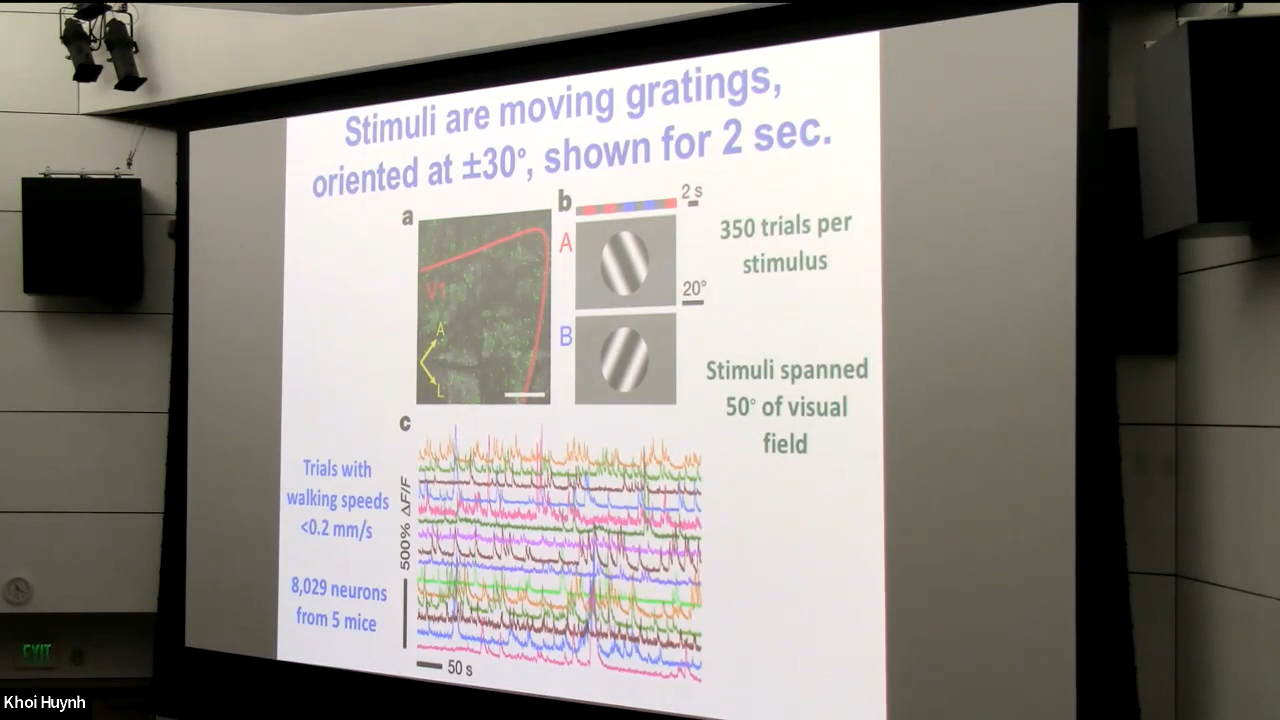 Stimuli are moving gratings,
oriented at ±30°, shown for 2 sec.
a
V1
A
L
b
2 s
A
20°
B
350 trials per
stimulus
Stimuli spanned
50° of visual
field
c
500% ΔF/F
50 s
Trials with
walking speeds
<0.2 mm/s
8,029 neurons
from 5 mice
EXIT
Khoi Huynh